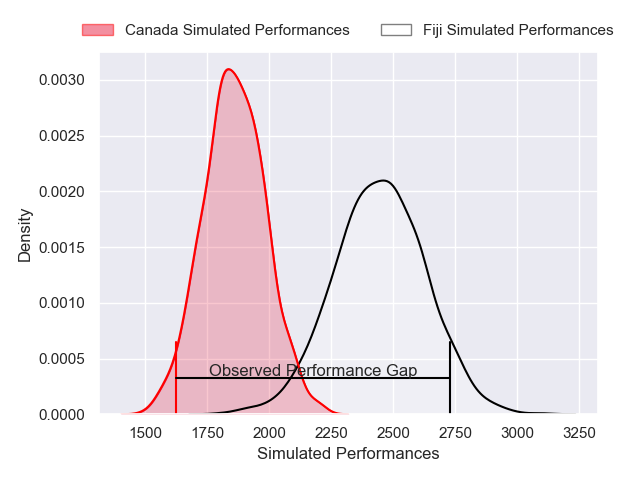 Canada Simulated Performances
Fiji Simulated Performances
0.0030
0.0025
0.0020
0.0015
0.0010
0.0005
0.0000
Density
Observed Performance Gap
1500 1750 2000 2250 2500 2750 3000 3250
Simulated Performances